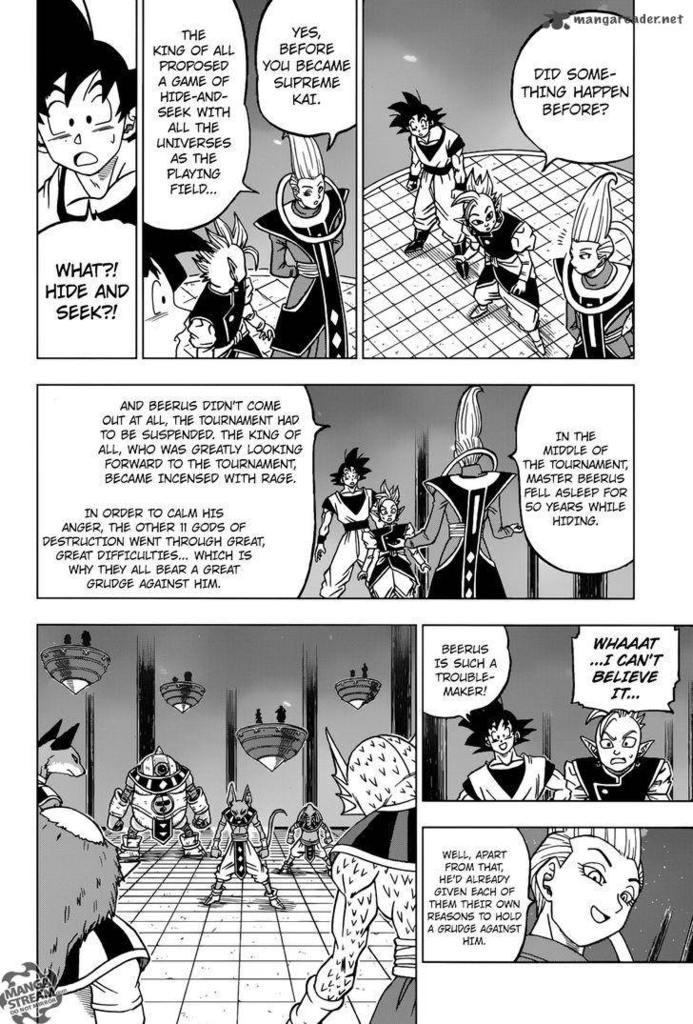 mangareader.net
DID SOME-
THING HAPPEN
BEFORE?
YES,
BEFORE
YOU BECAME
SUPREME
KAI.
THE
KING OF ALL
PROPOSED
A GAME OF
HIDE-AND-
SEEK WITH
ALL THE
UNIVERSES
AS THE
PLAYING
FIELD...
WHAT?!
HIDE AND
SEEK?!
IN THE
MIDDLE OF
THE TOURNAMENT,
MASTER BEERUS
FELL ASLEEP FOR
50 YEARS WHILE
HIDING.
AND BEERUS DIDN'T COME
OUT AT ALL, THE TOURNAMENT HAD
TO BE SUSPENDED. THE KING OF
ALL, WHO WAS GREATLY LOOKING
FORWARD TO THE TOURNAMENT,
BECAME INCENSED WITH RAGE.
IN ORDER TO CALM HIS
ANGER, THE OTHER 11 GODS OF
DESTRUCTION WENT THROUGH GREAT,
GREAT DIFFICULTIES... WHICH IS
WHY THEY ALL BEAR A GREAT
GRUDGE AGAINST HIM.
WHAAAT
...I CAN'T
BELIEVE
IT...
BEERUS
IS SUCH A
TROUBLE-
MAKER!
WELL, APART
FROM THAT,
HE'D ALREADY
GIVEN EACH OF
THEM THEIR OWN
REASONS TO HOLD
A GRUDGE AGAINST
HIM.
MANGA
STREAM
DO NOT MIRROR